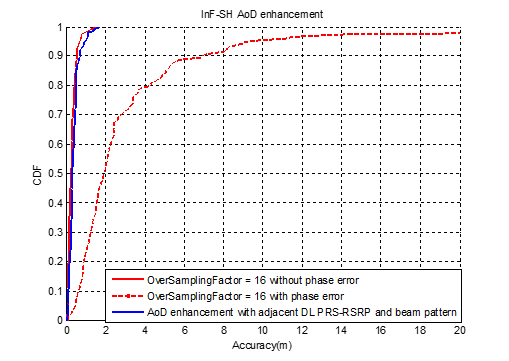 InF-SH AoD enhancement
1
0.9
0.8
0.7
0.6
0.5
0.4
0.3
0.2
0.1
0
CDF
OverSamplingFactor = 16 without phase error
OverSamplingFactor = 16 with phase error
AoD enhancement with adjacent DL PRS-RSRP and beam pattern
0 2 4 6 8 10 12 14 16 18 20
Accuracy(m)